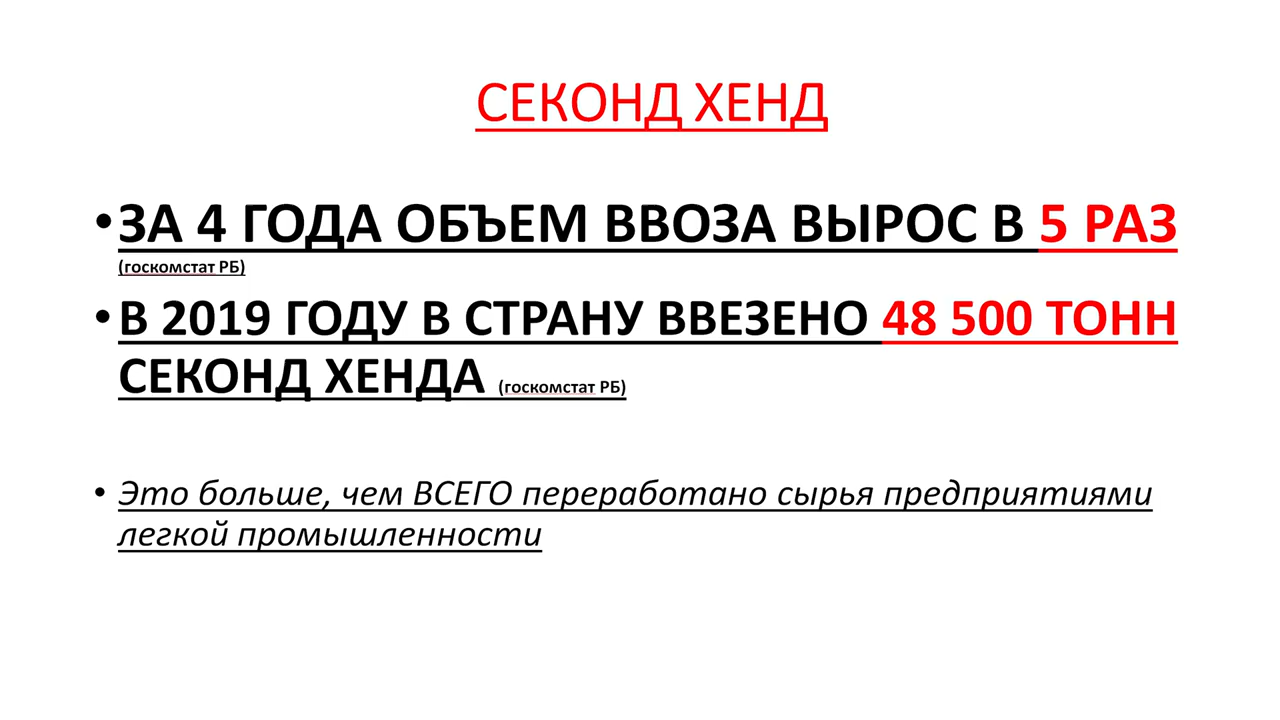 СЕКОНД ХЕНД
•ЗА 4 ГОДА ОБЪЕМ ВВОЗА ВЫРОС В 5 РАЗ
(госкомстат РБ)
•В 2019 ГОДУ В СТРАНУ ВВЕЗЕНО 48 500 ТОНН
СЕКОНД ХЕНДА (госкомстат РБ)
• Это больше, чем ВСЕГО переработано сырья предприятиями
легкой промышленности